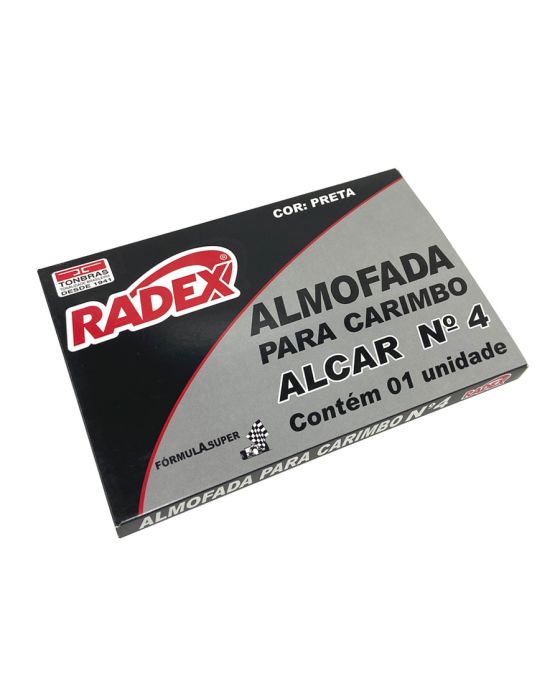 COR: PRETA
TONBRAS
DESDE 1941
RADEX®
ALMOFADA
PARA CARIMBO
ALCAR Nº 4
Contém 01 unidade
FÓRMULA SUPER
ALMOFADA PARA CARIMBO Nº4 RADEX